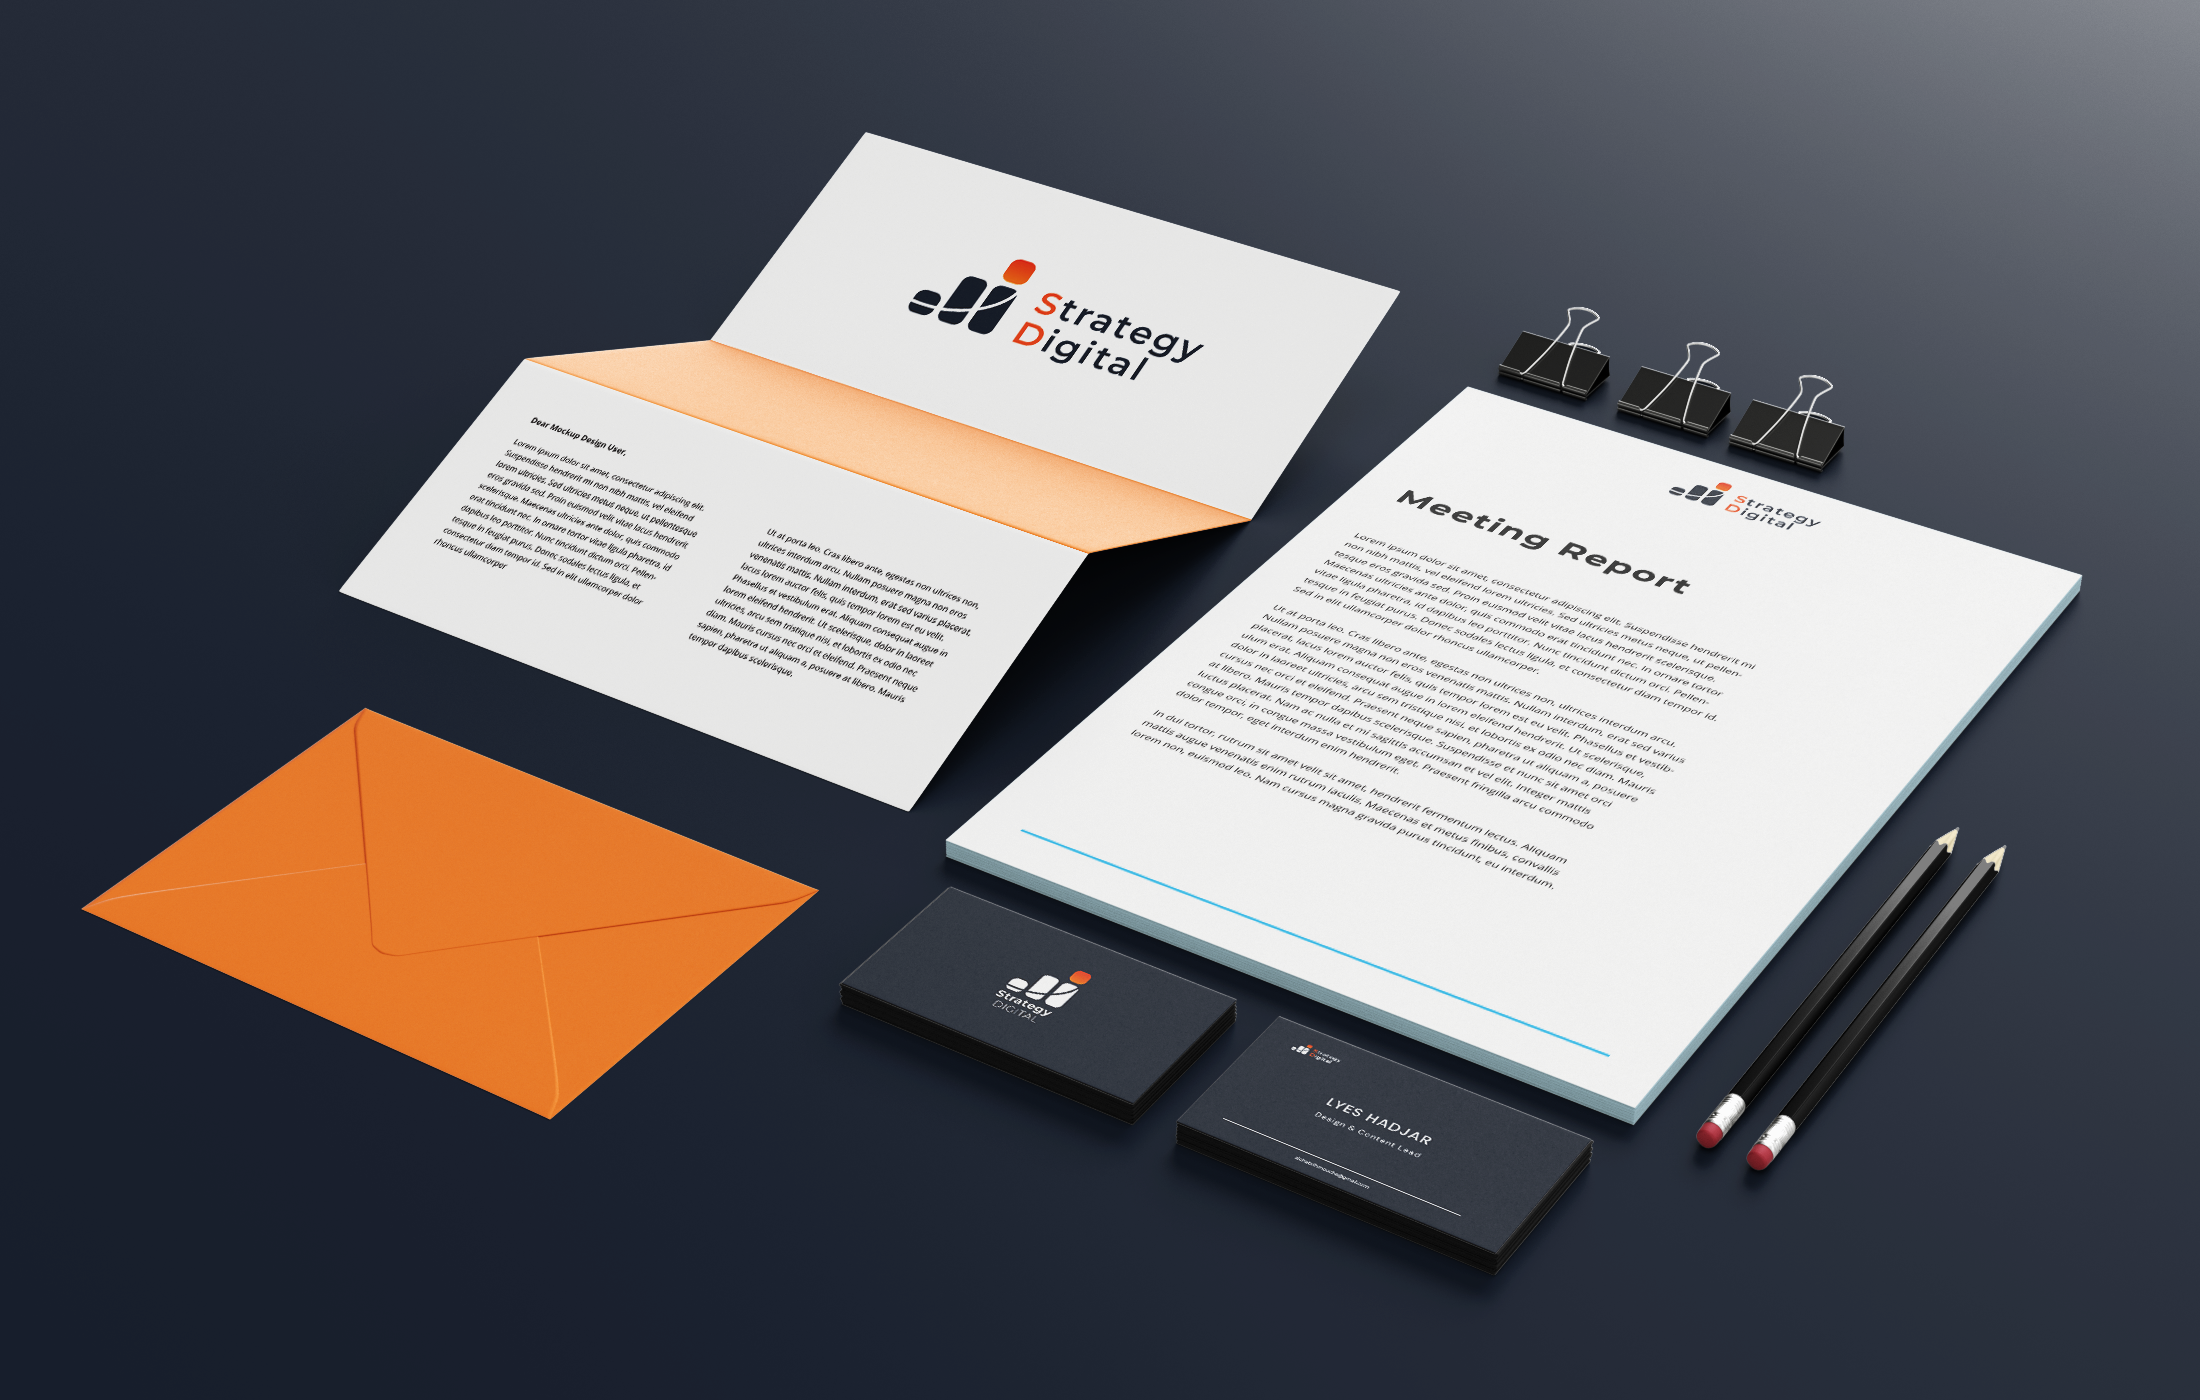 Strategy
Digital
Dear Mockup Design User,
Lorem ipsum dolor sit amet, consectetur adipiscing elit.
Suspendisse hendrerit mi non nibh mattis, vel eleifend
lorem ultricies. Sed ultricies metus neque, ut pellentesque
eros gravida sed. Proin euismod velit vitae lacus hendrerit
scelerisque. Maecenas ultricies ante dolor, quis commodo
erat tincidunt nec. In ornare tortor vitae ligula pharetra, id
dapibus leo porttitor. Nunc tincidunt dictum orci. Pellen-
tesque in feugiat purus. Donec sodales lectus ligula, et
consectetur diam tempor id. Sed in elit ullamcorper dolor
rhoncus ullamcorper
Ut at porta leo. Cras libero ante, egestas non ultrices non,
ultrices interdum arcu. Nullam posuere magna non eros
venenatis mattis. Nullam interdum, erat sed varius placerat,
lacus lorem auctor felis, quis tempor lorem est eu velit.
Phasellus et vestibulum erat. Aliquam consequat augue in
lorem eleifend hendrerit. Ut scelerisque, dolor in laoreet
ultricies, arcu sem tristique nisi, et lobortis ex odio nec
diam. Mauris cursus nec orci et eleifend. Praesent neque
sapien, pharetra ut aliquam a, posuere at libero. Mauris
tempor dapibus scelerisque.
Strategy
Digital
Meeting Report
Lorem ipsum dolor sit amet, consectetur adipiscing elit. Suspendisse hendrerit mi
non nibh mattis, vel eleifend lorem ultricies. Sed ultricies metus neque, ut pellen-
tesque eros gravida sed. Proin euismod velit vitae lacus hendrerit scelerisque.
Maecenas ultricies ante dolor, quis commodo erat tincidunt nec. In ornare tortor
vitae ligula pharetra, id dapibus leo porttitor. Nunc tincidunt dictum orci. Pellen-
tesque in feugiat purus. Donec sodales lectus ligula, et consectetur diam tempor id.
Sed in elit ullamcorper dolor rhoncus ullamcorper.
Ut at porta leo. Cras libero ante, egestas non ultrices non, ultrices interdum arcu.
Nullam posuere magna non eros venenatis mattis. Nullam interdum, erat sed varius
placerat, lacus lorem auctor felis, quis tempor lorem est eu velit. Phasellus et vestib-
ulum erat. Aliquam consequat augue in lorem eleifend hendrerit. Ut scelerisque,
dolor in laoreet ultricies, arcu sem tristique nisi, et lobortis ex odio nec diam. Mauris
cursus nec orci et eleifend. Praesent neque sapien, pharetra ut aliquam a, posuere
at libero. Mauris tempor dapibus scelerisque. Suspendisse et nunc sit amet orci
luctus placerat. Nam ac nulla et mi sagittis accumsan et vel elit. Integer mattis
congue orci, in congue massa vestibulum eget. Praesent fringilla arcu commodo
dolor tempor, eget interdum enim hendrerit.
In dui tortor, rutrum sit amet velit sit amet, hendrerit fermentum lectus. Aliquam
mattis augue venenatis enim rutrum iaculis. Maecenas et metus finibus, convallis
lorem non, euismod leo. Nam cursus magna gravida purus tincidunt, eu interdum.
Strategy
DIGITAL
Strategy
Digital
LYES HADJAR
Design & Content Lead